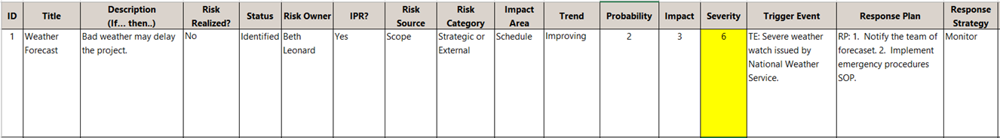 ID
Title
Description
(If... then..)
Risk
Realized?
Status
Risk Owner
IPR?
Risk
Source
Risk
Category
Impact
Area
Trend
Probability
Impact
Severity
Trigger Event
Response Plan
Response
Strategy
1
Weather
Forecast
Bad weather may delay
the project.
No
Identified
Beth
Leonard
Yes
Scope
Strategic or
External
Schedule
Improving
2
3
6
TE: Severe weather
watch issued by
National Weather
Service.
RP: 1.  Notify the team of
forecaset. 2.  Implement
emergency procedures
SOP.
Monitor